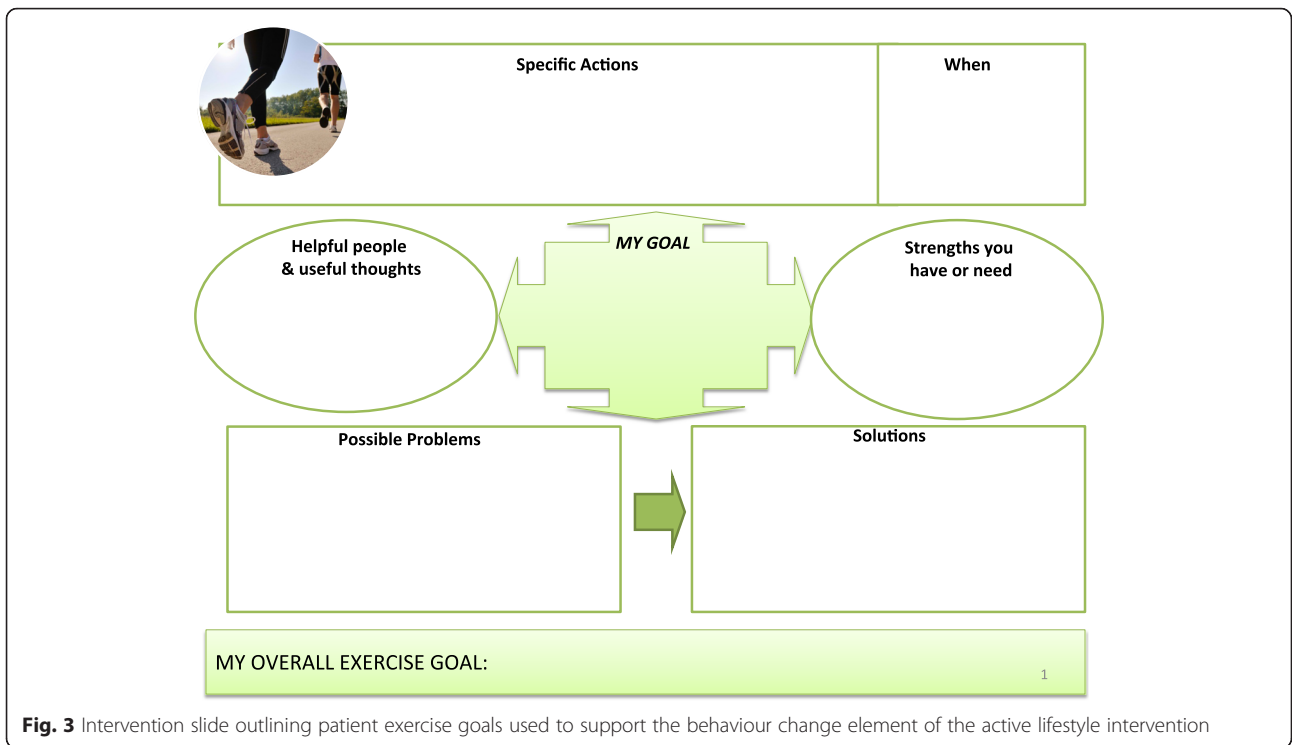 Specific Actions
When
Helpful people
& useful thoughts
MY GOAL
Strengths you
have or need
Possible Problems
Solutions
MY OVERALL EXERCISE GOAL:
1
Fig. 3 Intervention slide outlining patient exercise goals used to support the behaviour change element of the active lifestyle intervention